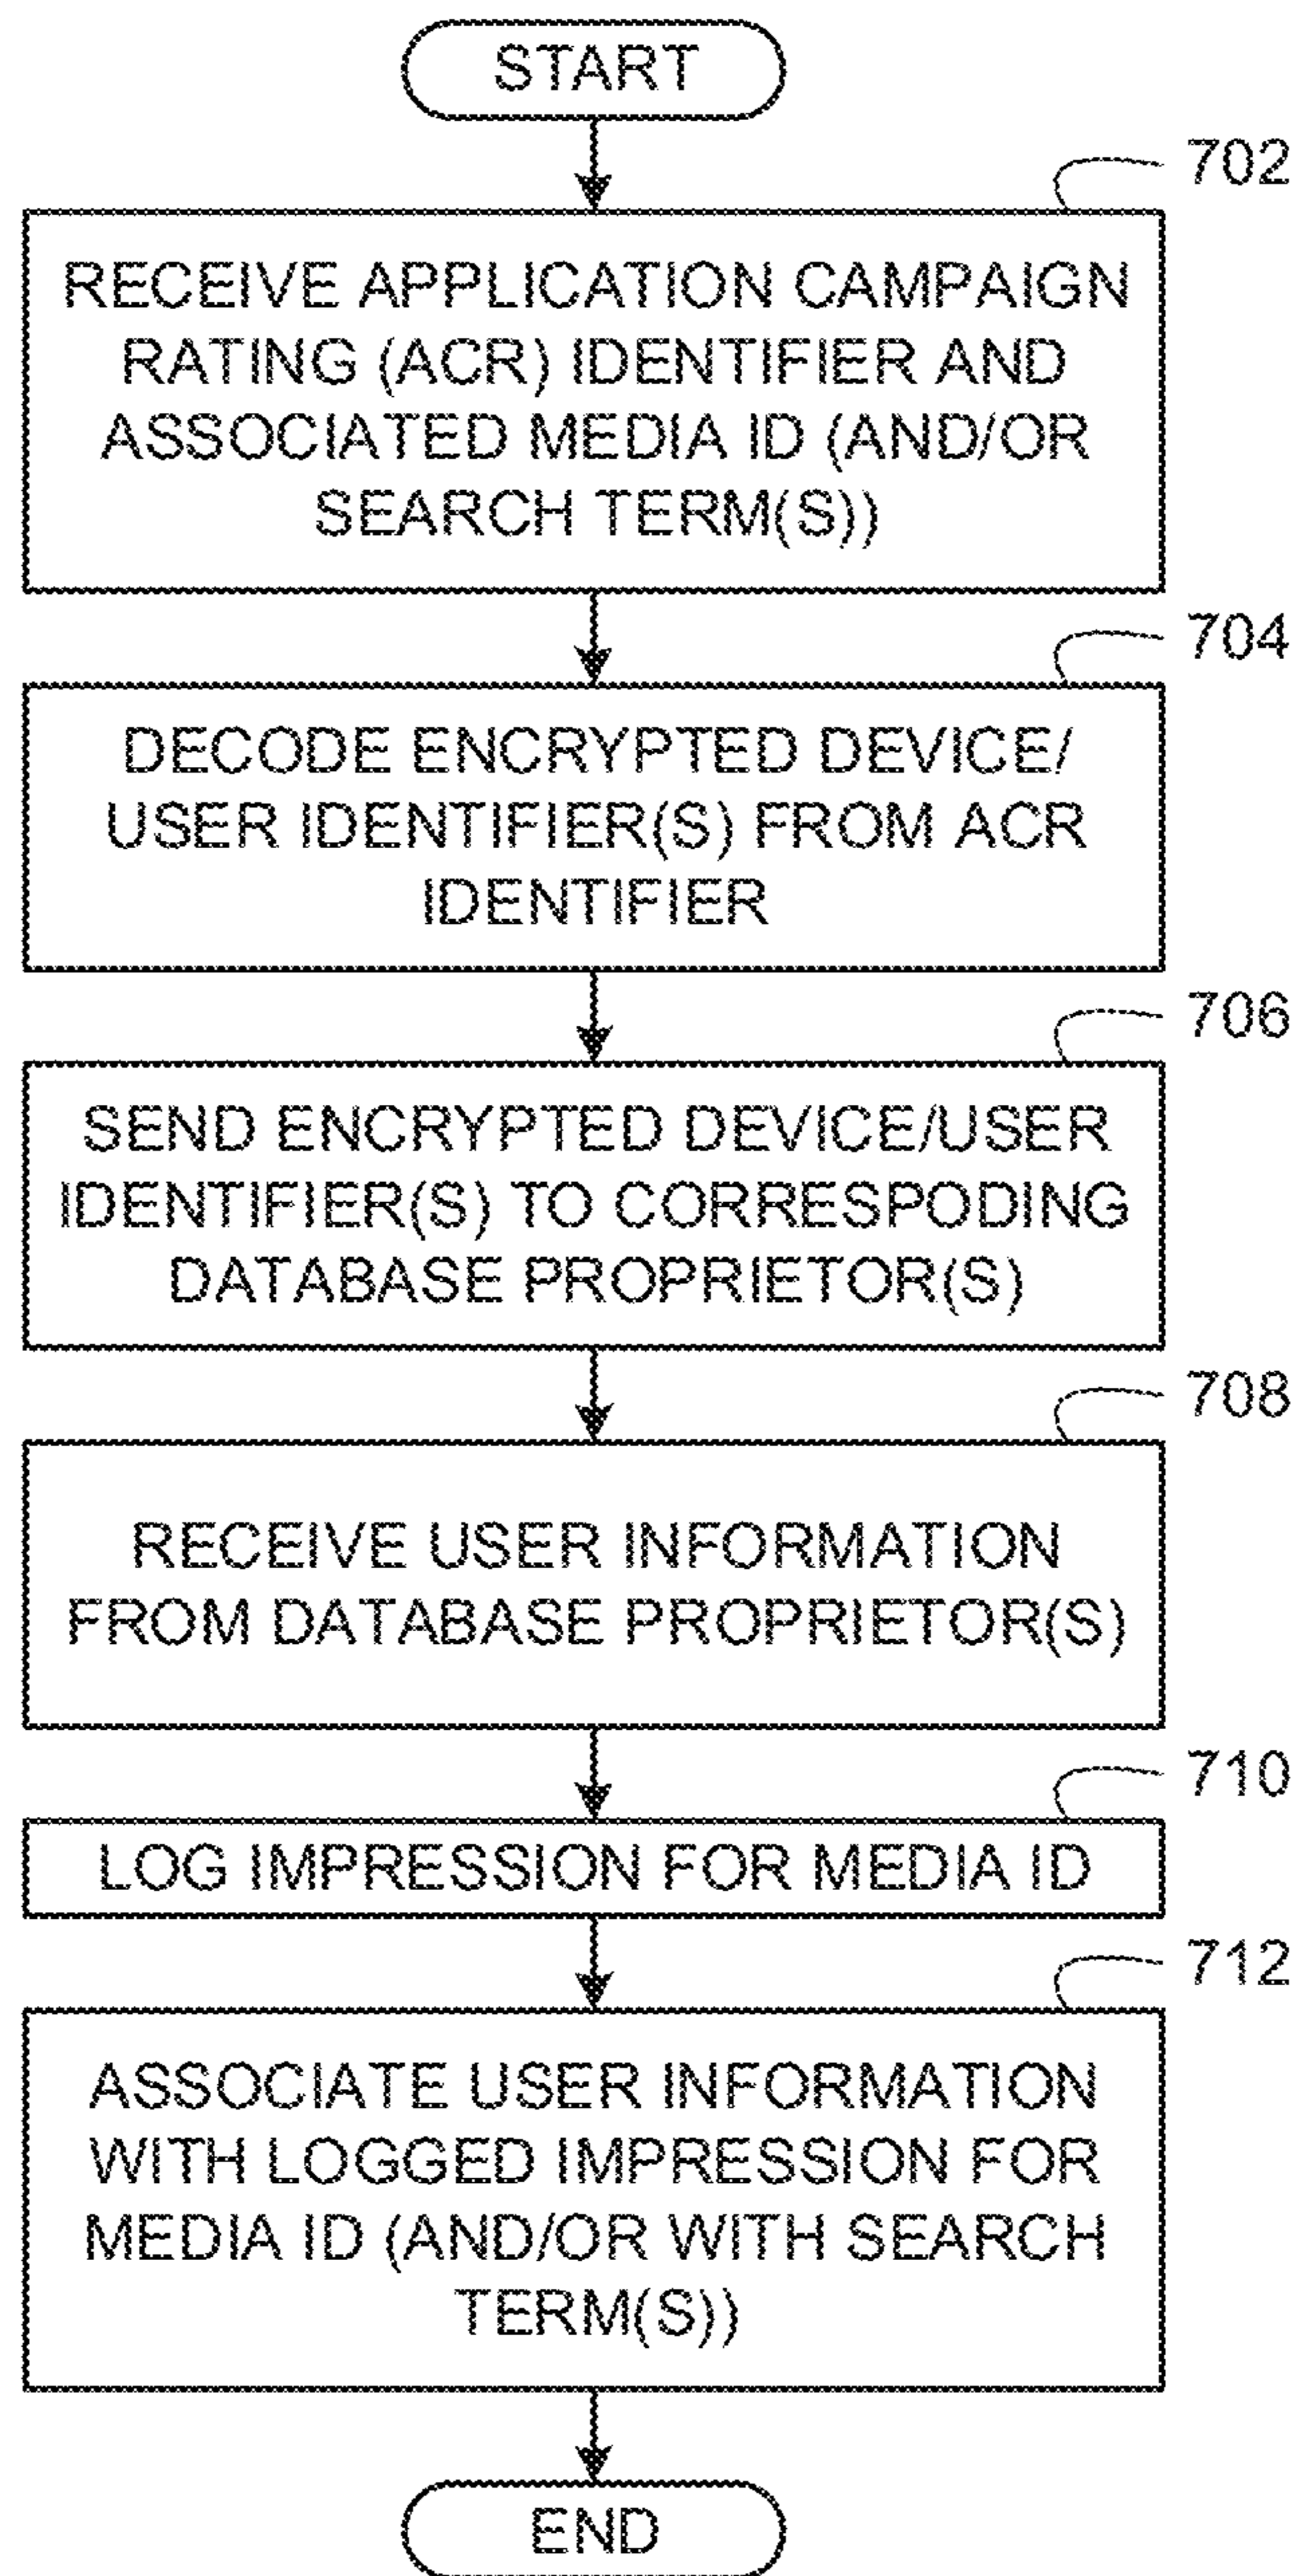 START
702
RECEIVE APPLICATION CAMPAIGN
RATING (ACR) IDENTIFIER AND
ASSOCIATED MEDIA ID (AND/OR
SEARCH TERM(S))
704
DECODE ENCRYPTED DEVICE/
USER IDENTIFIER(S) FROM ACR
IDENTIFIER
706
SEND ENCRYPTED DEVICE/USER
IDENTIFIER(S) TO CORRESPODING
DATABASE PROPRIETOR(S)
708
RECEIVE USER INFORMATION
FROM DATABASE PROPRIETOR(S)
710
LOG IMPRESSION FOR MEDIA ID
712
ASSOCIATE USER INFORMATION
WITH LOGGED IMPRESSION FOR
MEDIA ID (AND/OR WITH SEARCH
TERM(S))
END